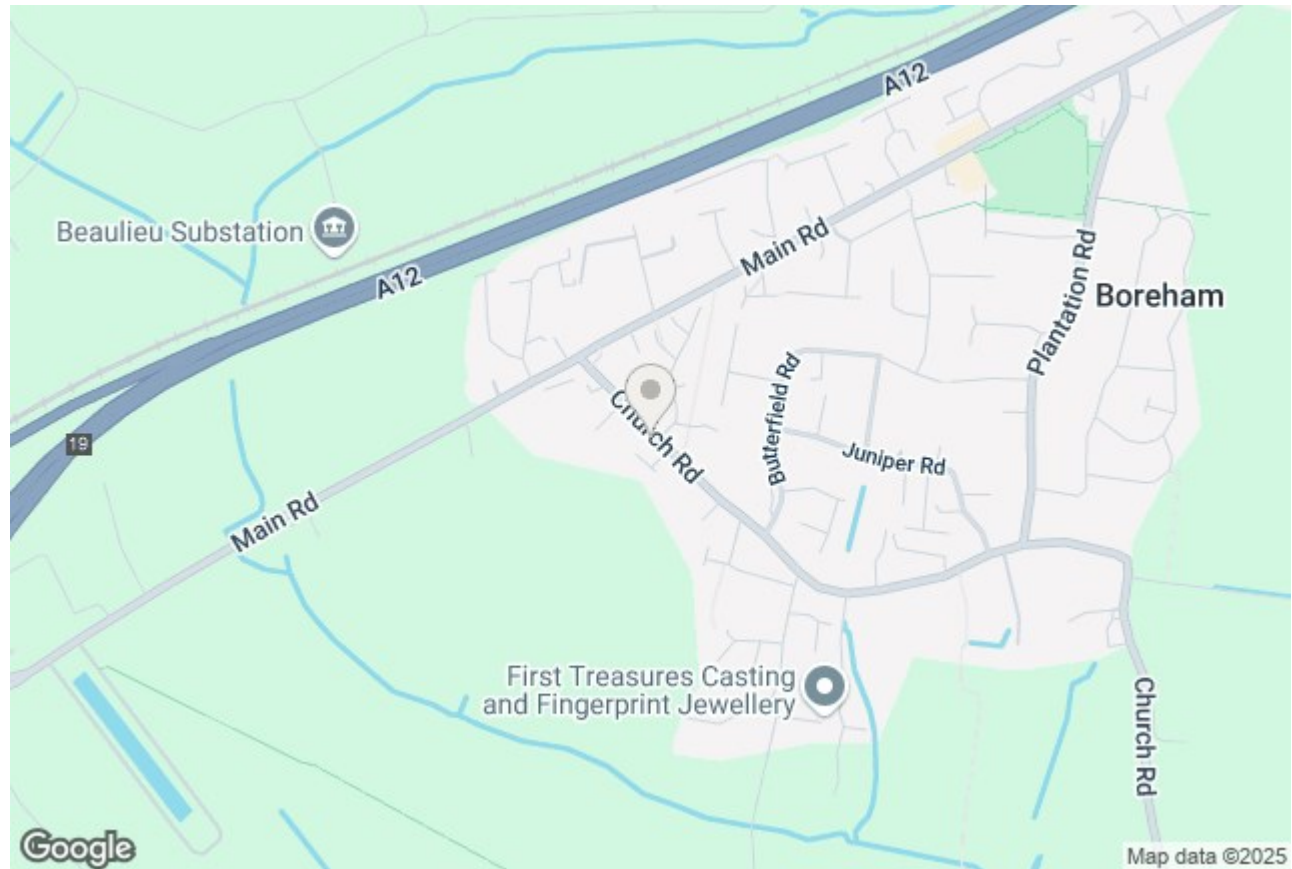 A12
Beaulieu Substation
A12
Main Rd
Boreham
Plantation Rd
Church Rd
Butterfield Rd
Juniper Rd
19
Main Rd
First Treasures Casting
and Fingerprint Jewellery
Church Rd
Google
Map data ©2025